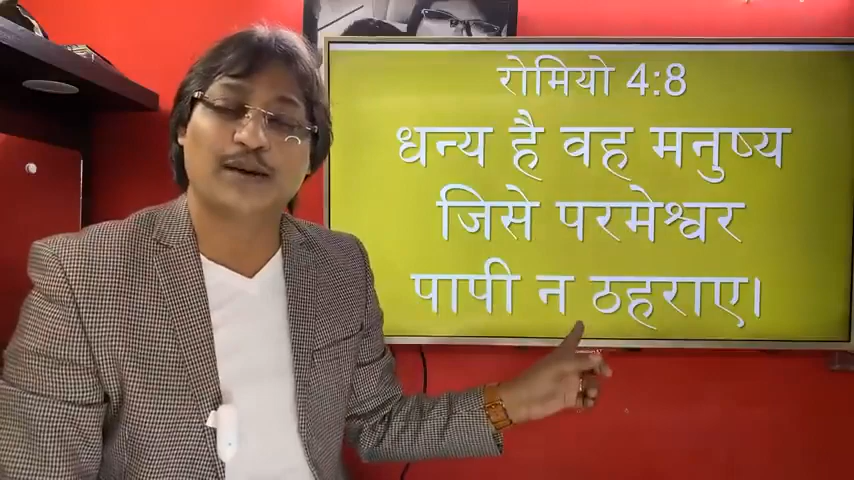 रोमियो 4:8
धन्य है वह मनुष्य
जिसे परमेश्वर
पापी न ठहराए।